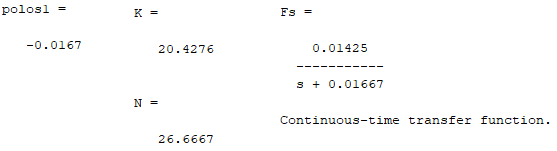 polos1 =
-0.0167
K =
20.4276
N =
26.6667
Fs =
0.01425
-----------
s + 0.01667
Continuous-time transfer function.